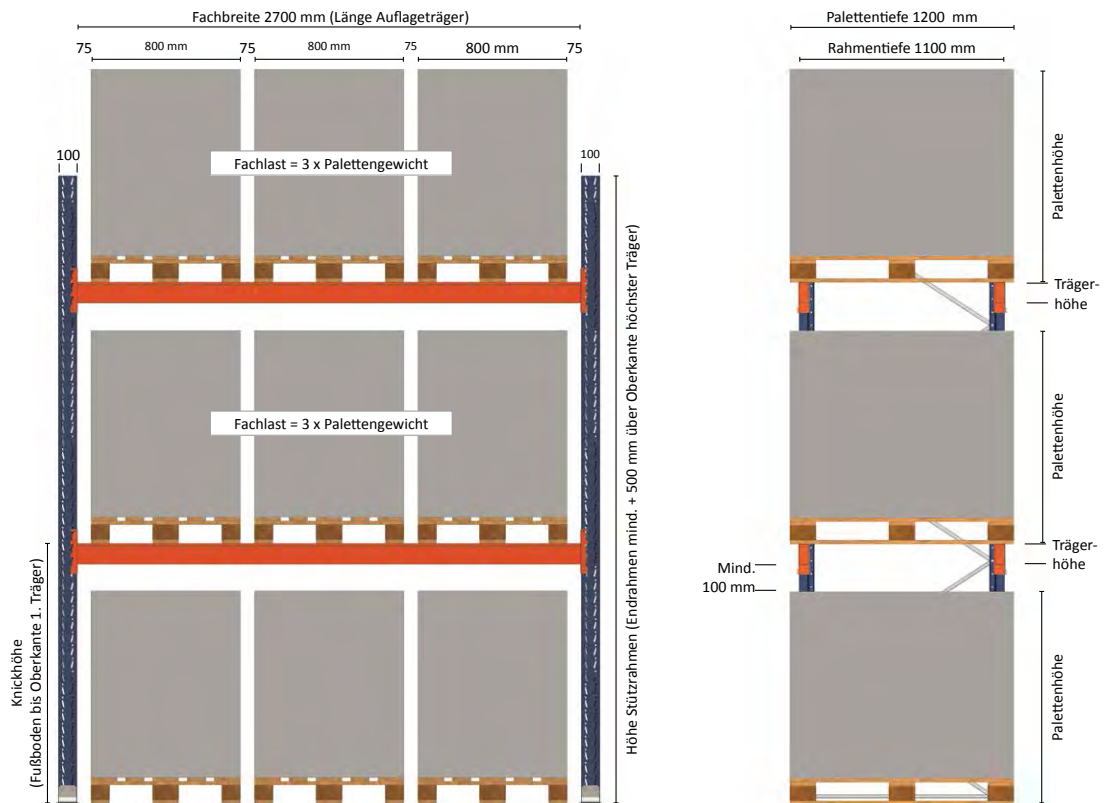 Fachbreite 2700 mm (Länge Auflageträger)
75 800 mm 75 800 mm 75 800 mm 75
100
100
Fachlast = 3 x Palettengewicht
Fachlast = 3 x Palettengewicht
Knickhöhe
(Fußboden bis Oberkante 1. Träger)
Höhe Stützrahmen (Endrahmen mind. + 500 mm über Oberkante höchster Träger)
Palettentiefe 1200 mm
Rahmentiefe 1100 mm
Palettenhöhe
Träger-
höhe
Palettenhöhe
Träger-
höhe
Mind.
100 mm
Palettenhöhe